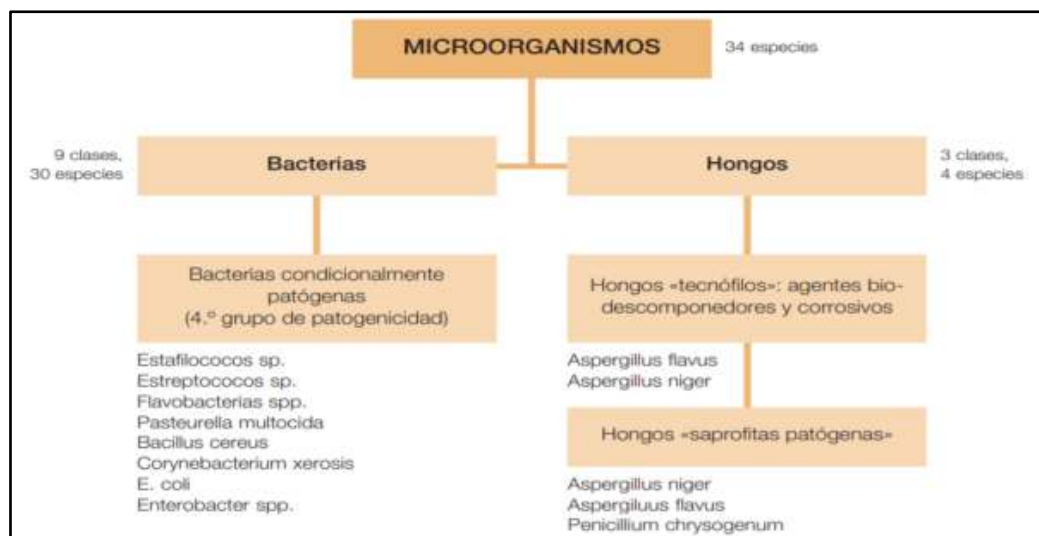 MICROORGANISMOS
34 especies
9 clases,
30 especies
Bacterias
Hongos
3 clases,
4 especies
Bacterias condicionalmente
patógenas
(4.º grupo de patogenicidad)
Estafilococos sp.
Estreptococos sp.
Flavobacterias spp.
Pasteurella multocida
Bacillus cereus
Corynebacterium xerosis
E. coli
Enterobacter spp.
Hongos «tecnófilos»: agentes bio-
descomponedores y corrosivos
Aspergillus flavus
Aspergillus niger
Hongos «saprofitas patógenas»
Aspergillus niger
Aspergiluus flavus
Penicillium chrysogenum